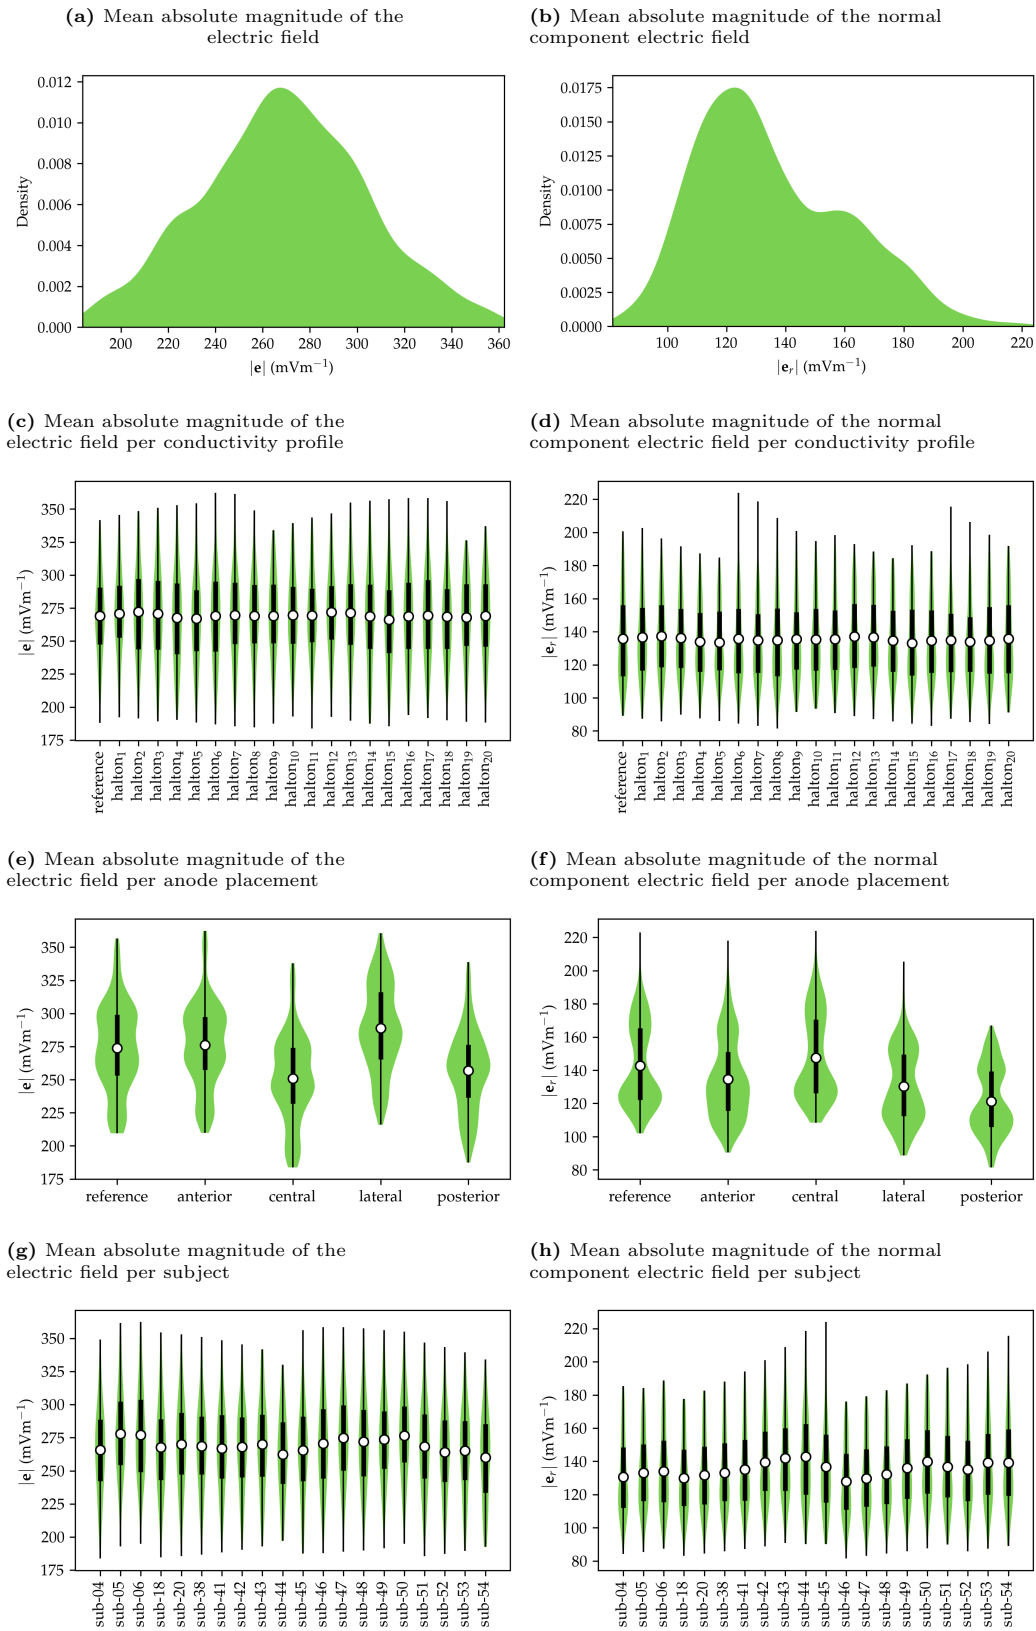 (a) Mean absolute magnitude of the
electric field
(b) Mean absolute magnitude of the normal
component electric field
0.012
0.010
0.008
0.006
0.004
0.002
0.000
Density
200 220 240 260 280 300 320 340 360
|e| (mVm⁻¹)
0.0175
0.0150
0.0125
0.0100
0.0075
0.0050
0.0025
0.0000
Density
100 120 140 160 180 200 220
|eᵣ| (mVm⁻¹)
(c) Mean absolute magnitude of the
electric field per conductivity profile
(d) Mean absolute magnitude of the normal
component electric field per conductivity profile
350
325
300
275
250
225
200
175
|e| (mVm⁻¹)
reference
halton₁
halton₂
halton₃
halton₄
halton₅
halton₆
halton₇
halton₈
halton₉
halton₁₀
halton₁₁
halton₁₂
halton₁₃
halton₁₄
halton₁₅
halton₁₆
halton₁₇
halton₁₈
halton₁₉
halton₂₀
220
200
180
160
140
120
100
80
|eᵣ| (mVm⁻¹)
reference
halton₁
halton₂
halton₃
halton₄
halton₅
halton₆
halton₇
halton₈
halton₉
halton₁₀
halton₁₁
halton₁₂
halton₁₃
halton₁₄
halton₁₅
halton₁₆
halton₁₇
halton₁₈
halton₁₉
halton₂₀
(e) Mean absolute magnitude of the
electric field per anode placement
(f) Mean absolute magnitude of the normal
component electric field per anode placement
350
325
300
275
250
225
200
175
|e| (mVm⁻¹)
reference anterior central lateral posterior
220
200
180
160
140
120
100
80
|eᵣ| (mVm⁻¹)
reference anterior central lateral posterior
(g) Mean absolute magnitude of the
electric field per subject
(h) Mean absolute magnitude of the normal
component electric field per subject
350
325
300
275
250
225
200
175
|e| (mVm⁻¹)
sub-04
sub-05
sub-06
sub-18
sub-20
sub-38
sub-41
sub-42
sub-43
sub-44
sub-45
sub-46
sub-47
sub-48
sub-49
sub-50
sub-51
sub-52
sub-53
sub-54
220
200
180
160
140
120
100
80
|eᵣ| (mVm⁻¹)
sub-04
sub-05
sub-06
sub-18
sub-20
sub-38
sub-41
sub-42
sub-43
sub-44
sub-45
sub-46
sub-47
sub-48
sub-49
sub-50
sub-51
sub-52
sub-53
sub-54